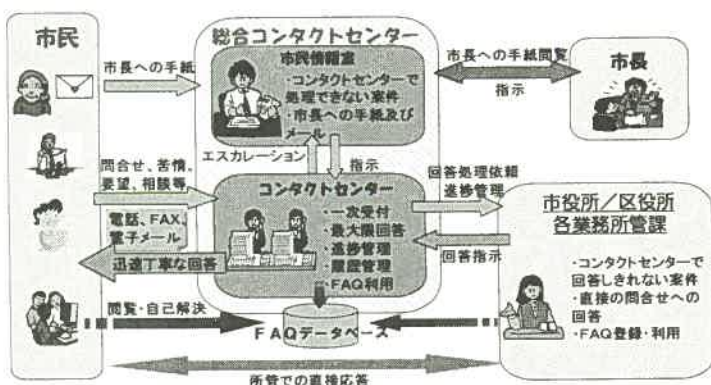 市民
総合コンタクトセンター
市民情報室
・コンタクトセンターで
処理できない案件
・市長への手紙及び
メール
市長への手紙
市長への手紙閲覧
指示
市長
エスカレーション
指示
問合せ、苦情、
要望、相談等
電話、FAX、
電子メール
迅速丁寧な回答
コンタクトセンター
・一次受付
・最大限回答
・進捗管理
・履歴管理
・FAQ利用
回答処理依頼
進捗管理
回答指示
市役所／区役所
各業務所管課
・コンタクトセンターで
回答しきれない案件
・直接の問合せへの
回答
・FAQ登録・利用
閲覧・自己解決
FAQデータベース
所管での直接応答